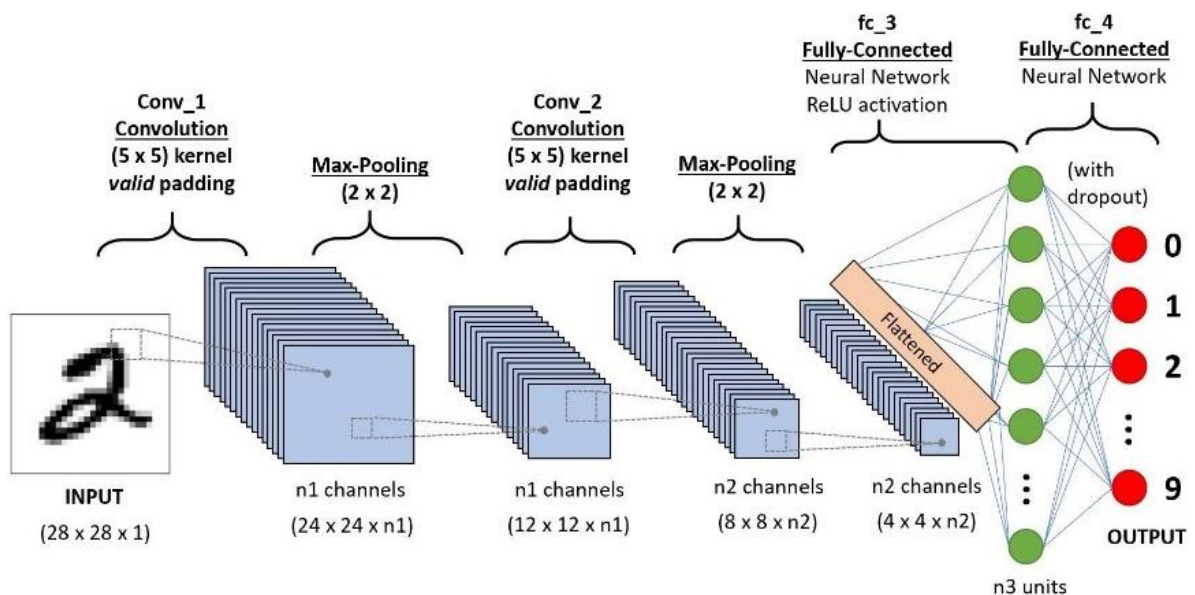 Conv_1
Convolution
(5 x 5) kernel
valid padding
Max-Pooling
(2 x 2)
Conv_2
Convolution
(5 x 5) kernel
valid padding
Max-Pooling
(2 x 2)
fc_3
Fully-Connected
Neural Network
ReLU activation
fc_4
Fully-Connected
Neural Network
(with
dropout)
Flattened
0
1
2
9
INPUT
(28 x 28 x 1)
n1 channels
(24 x 24 x n1)
n1 channels
(12 x 12 x n1)
n2 channels
(8 x 8 x n2)
n2 channels
(4 x 4 x n2)
n3 units
OUTPUT